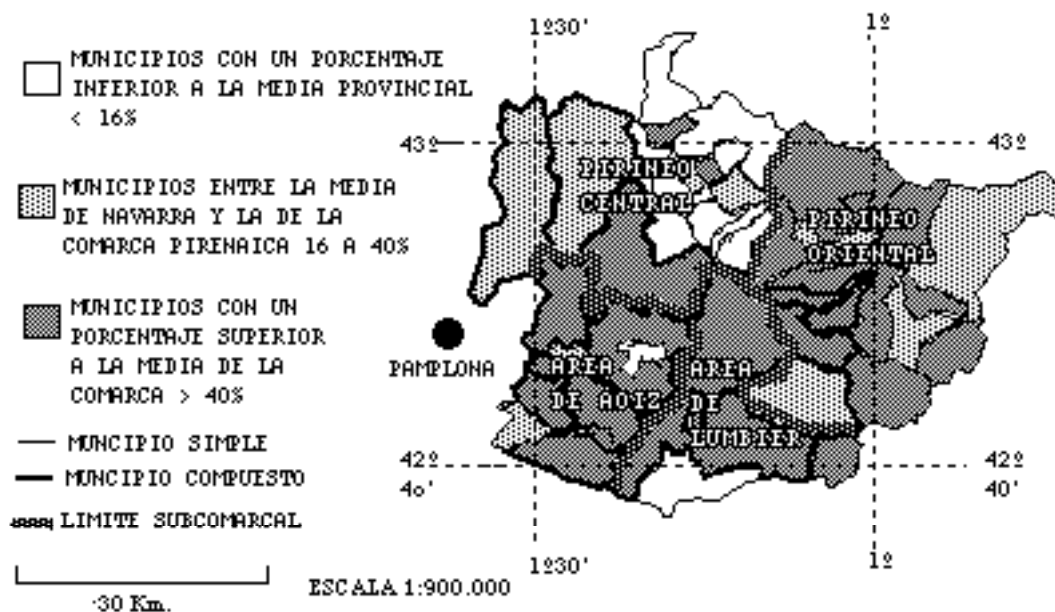 MUNICIPIOS CON UN PORCENTAJE
INFERIOR A LA MEDIA PROVINCIAL
< 16%
MUNICIPIOS ENTRE LA MEDIA
DE NAVARRA Y LA DE LA
COMARCA PIRENAICA 16 A 40%
MUNICIPIOS CON UN
PORCENTAJE SUPERIOR
A LA MEDIA DE LA
COMARCA > 40%
MUNCIPIO SIMPLE
MUNCIPIO COMPUESTO
LIMITE SUBCOMARCAL
30 Km.
ESCALA 1:900.000
1º30'
1º
43º
43º
PIRINEO
CENTRAL
PIRINEO
ORIENTAL
PAMPLONA
AREA
DE AOIZ
AREA
DE
LUMBIER
42º
40'
42º
40'
1º30'
1º